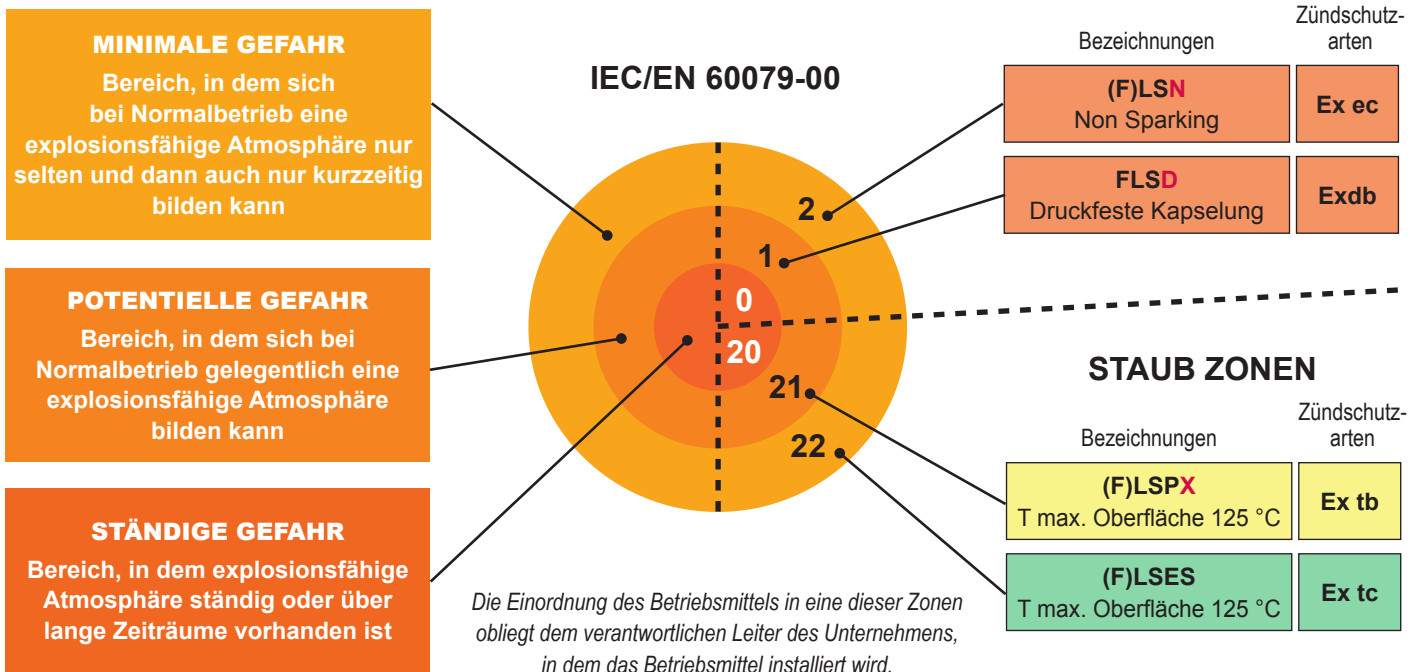 MINIMALE GEFAHR
Bereich, in dem sich
bei Normalbetrieb eine
explosionsfähige Atmosphäre nur
selten und dann auch nur kurzzeitig
bilden kann
POTENTIELLE GEFAHR
Bereich, in dem sich bei
Normalbetrieb gelegentlich eine
explosionsfähige Atmosphäre
bilden kann
STÄNDIGE GEFAHR
Bereich, in dem explosionsfähige
Atmosphäre ständig oder über
lange Zeiträume vorhanden ist
IEC/EN 60079-00
2
1
0
20
21
22
Die Einordnung des Betriebsmittels in eine dieser Zonen
obliegt dem verantwortlichen Leiter des Unternehmens,
in dem das Betriebsmittel installiert wird.
Bezeichnungen
Zündschutz-
arten
(F)LSN
Non Sparking
Ex ec
FLSD
Druckfeste Kapselung
Exdb
STAUB ZONEN
Bezeichnungen
Zündschutz-
arten
(F)LSPX
T max. Oberfläche 125 °C
Ex tb
(F)LSES
T max. Oberfläche 125 °C
Ex tc